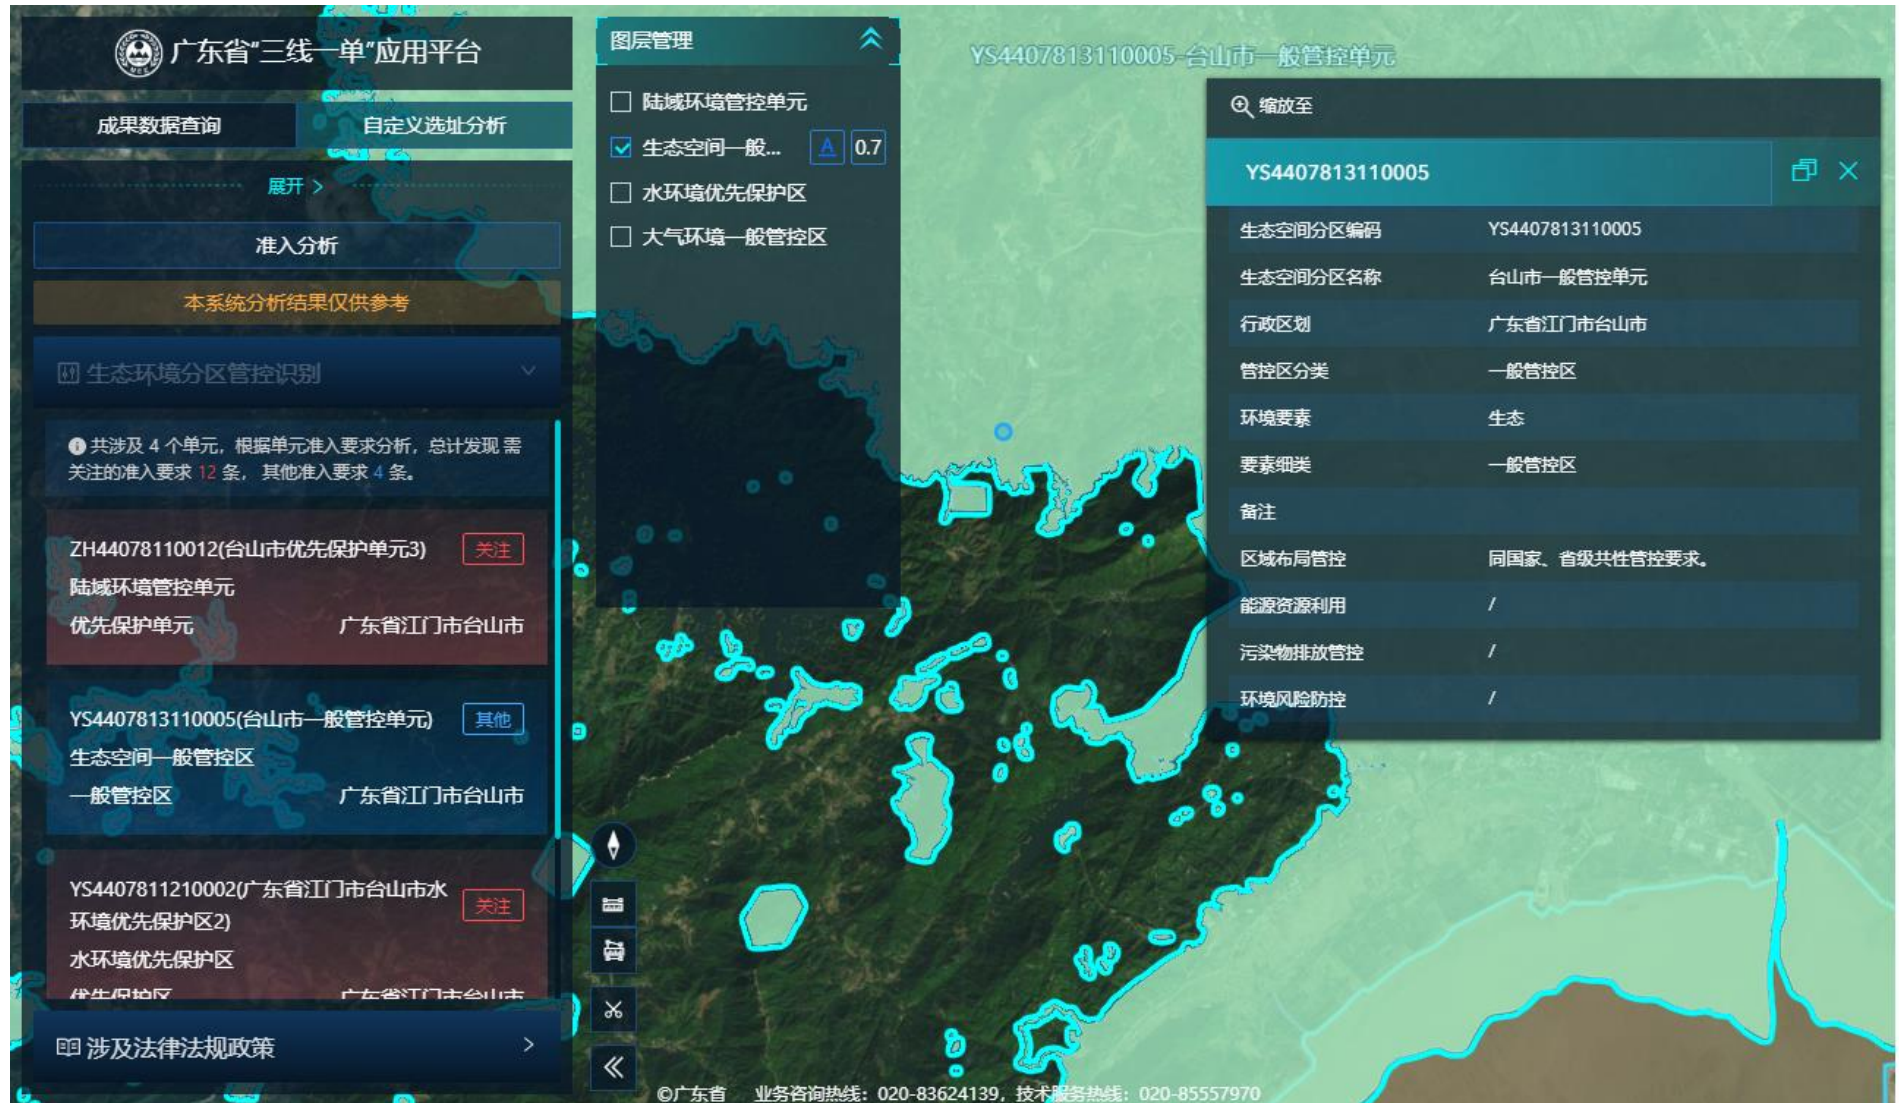 广东省“三线一单”应用平台
成果数据查询
自定义选址分析
展开 >
准入分析
本系统分析结果仅供参考
生态环境分区管控识别
共涉及 4 个单元，根据单元准入要求分析，总计发现 需
关注的准入要求 12 条， 其他准入要求 4 条。
ZH44078110012(台山市优先保护单元3)
关注
陆域环境管控单元
优先保护单元
广东省江门市台山市
YS4407813110005(台山市一般管控单元)
其他
生态空间一般管控区
一般管控区
广东省江门市台山市
YS4407811210002(广东省江门市台山市水
环境优先保护区2)
关注
水环境优先保护区
优先保护区
广东省江门市台山市
涉及法律法规政策
图层管理
陆域环境管控单元
生态空间一般...
A
0.7
水环境优先保护区
大气环境一般管控区
YS4407813110005-台山市一般管控单元
缩放至
YS4407813110005
生态空间分区编码 YS4407813110005
生态空间分区名称 台山市一般管控单元
行政区划 广东省江门市台山市
管控区分类 一般管控区
环境要素 生态
要素细类 一般管控区
备注
区域布局管控 同国家、省级共性管控要求。
能源资源利用 /
污染物排放管控 /
环境风险防控 /
©广东省 业务咨询热线：020-83624139，技术服务热线：020-85557970